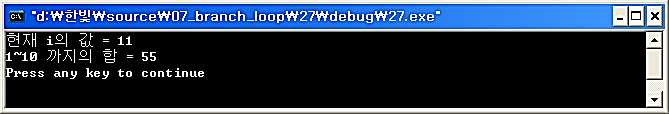 "d:₩한빛₩source₩07_branch_loop₩27₩debug₩27.exe"
현재 i의 값 = 11
1~10 까지의 합 = 55
Press any key to continue